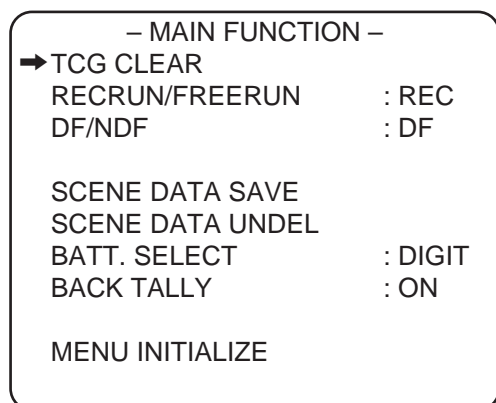 – MAIN FUNCTION –
➡TCG CLEAR
RECRUN/FREERUN : REC
DF/NDF : DF
SCENE DATA SAVE
SCENE DATA UNDEL
BATT. SELECT : DIGIT
BACK TALLY : ON
MENU INITIALIZE